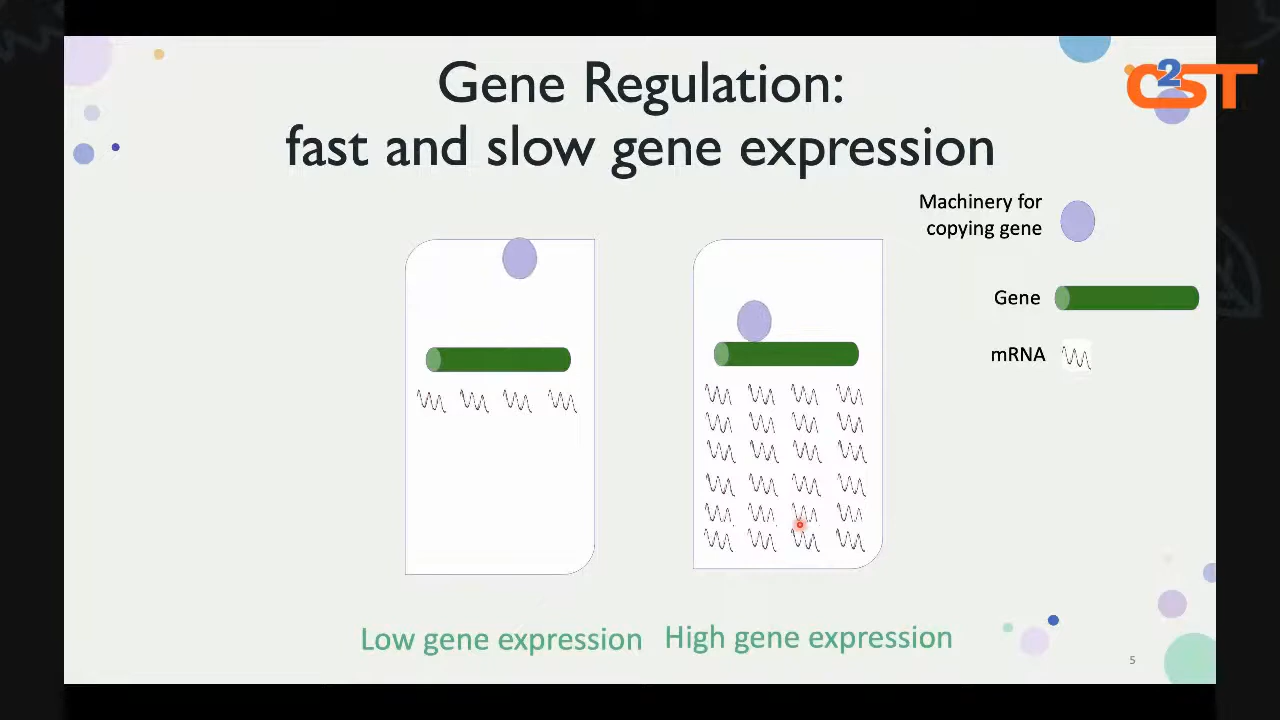 Gene Regulation:
fast and slow gene expression
C2ST
Machinery for
copying gene
Gene
mRNA
Low gene expression
High gene expression
5